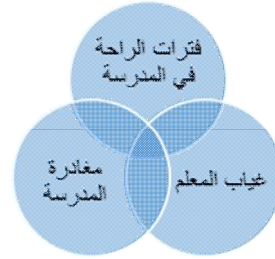 فترات الراحة
في المدرسة
غياب المعلم
مغادرة
المدرسة